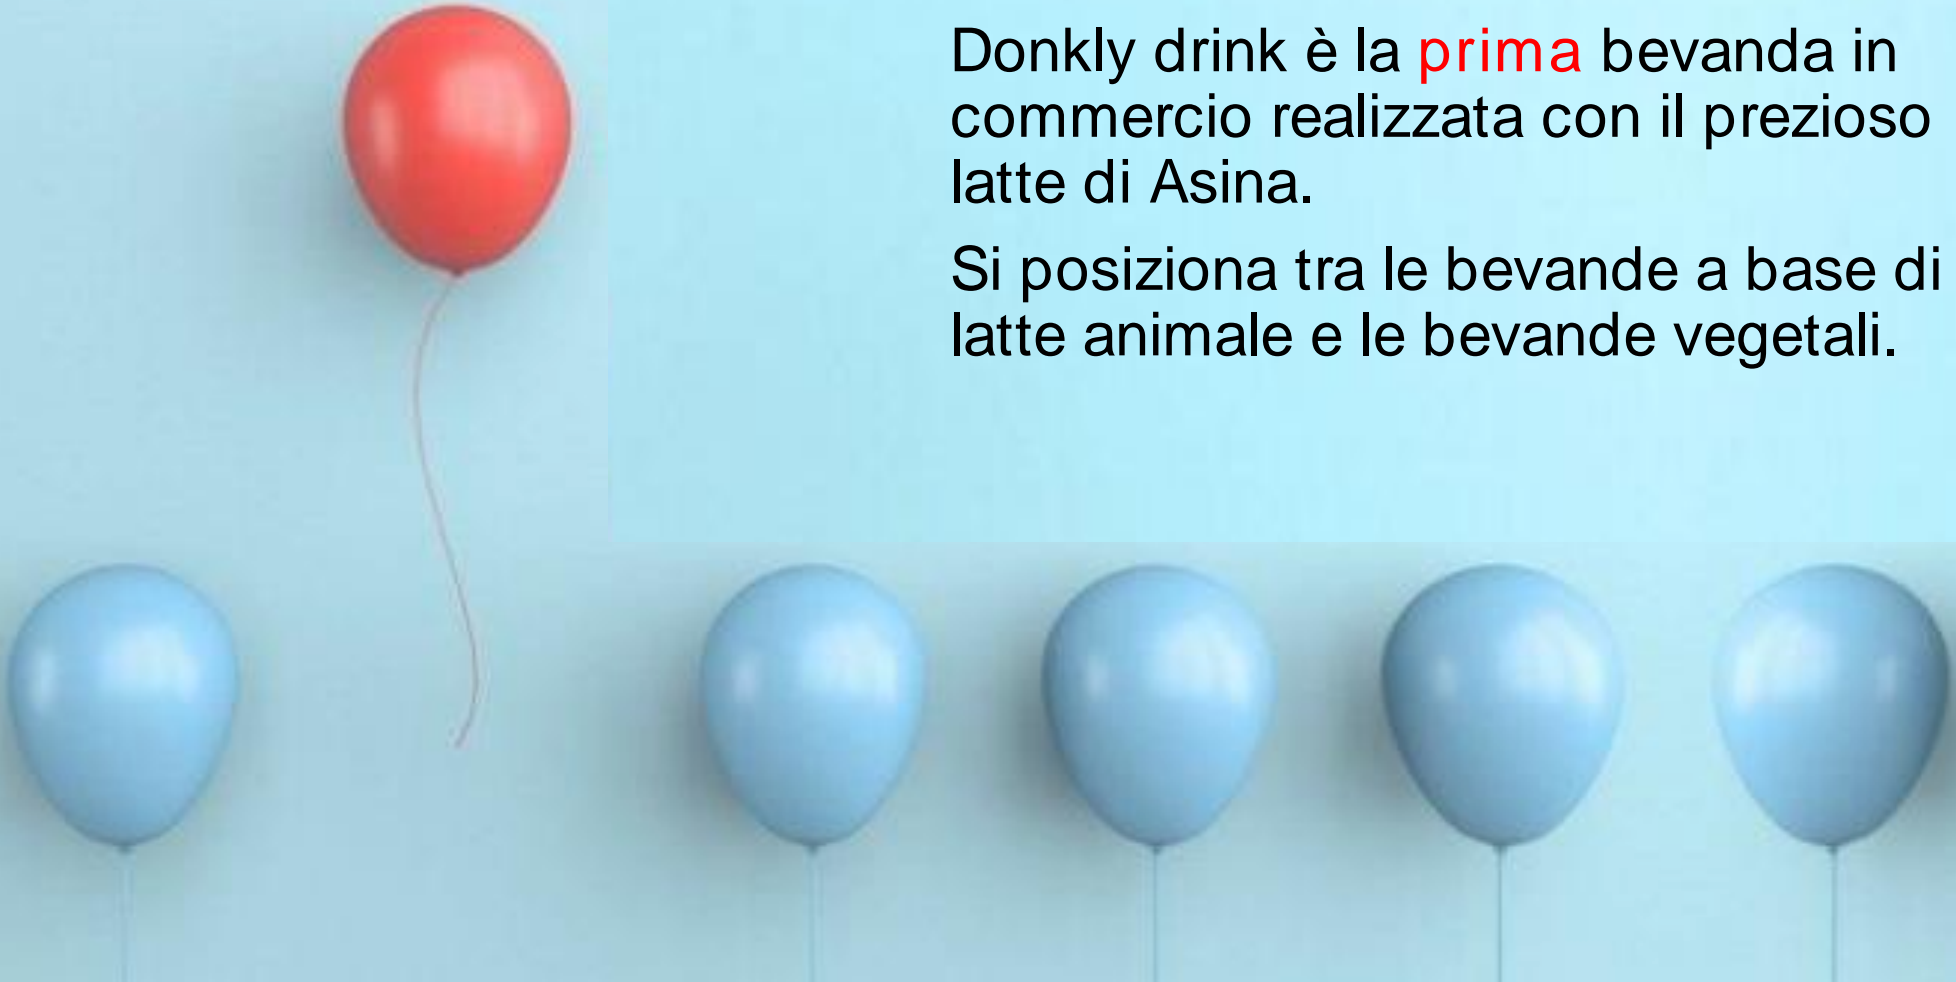 Donkly drink è la prima bevanda in
commercio realizzata con il prezioso
latte di Asina.
Si posiziona tra le bevande a base di
latte animale e le bevande vegetali.